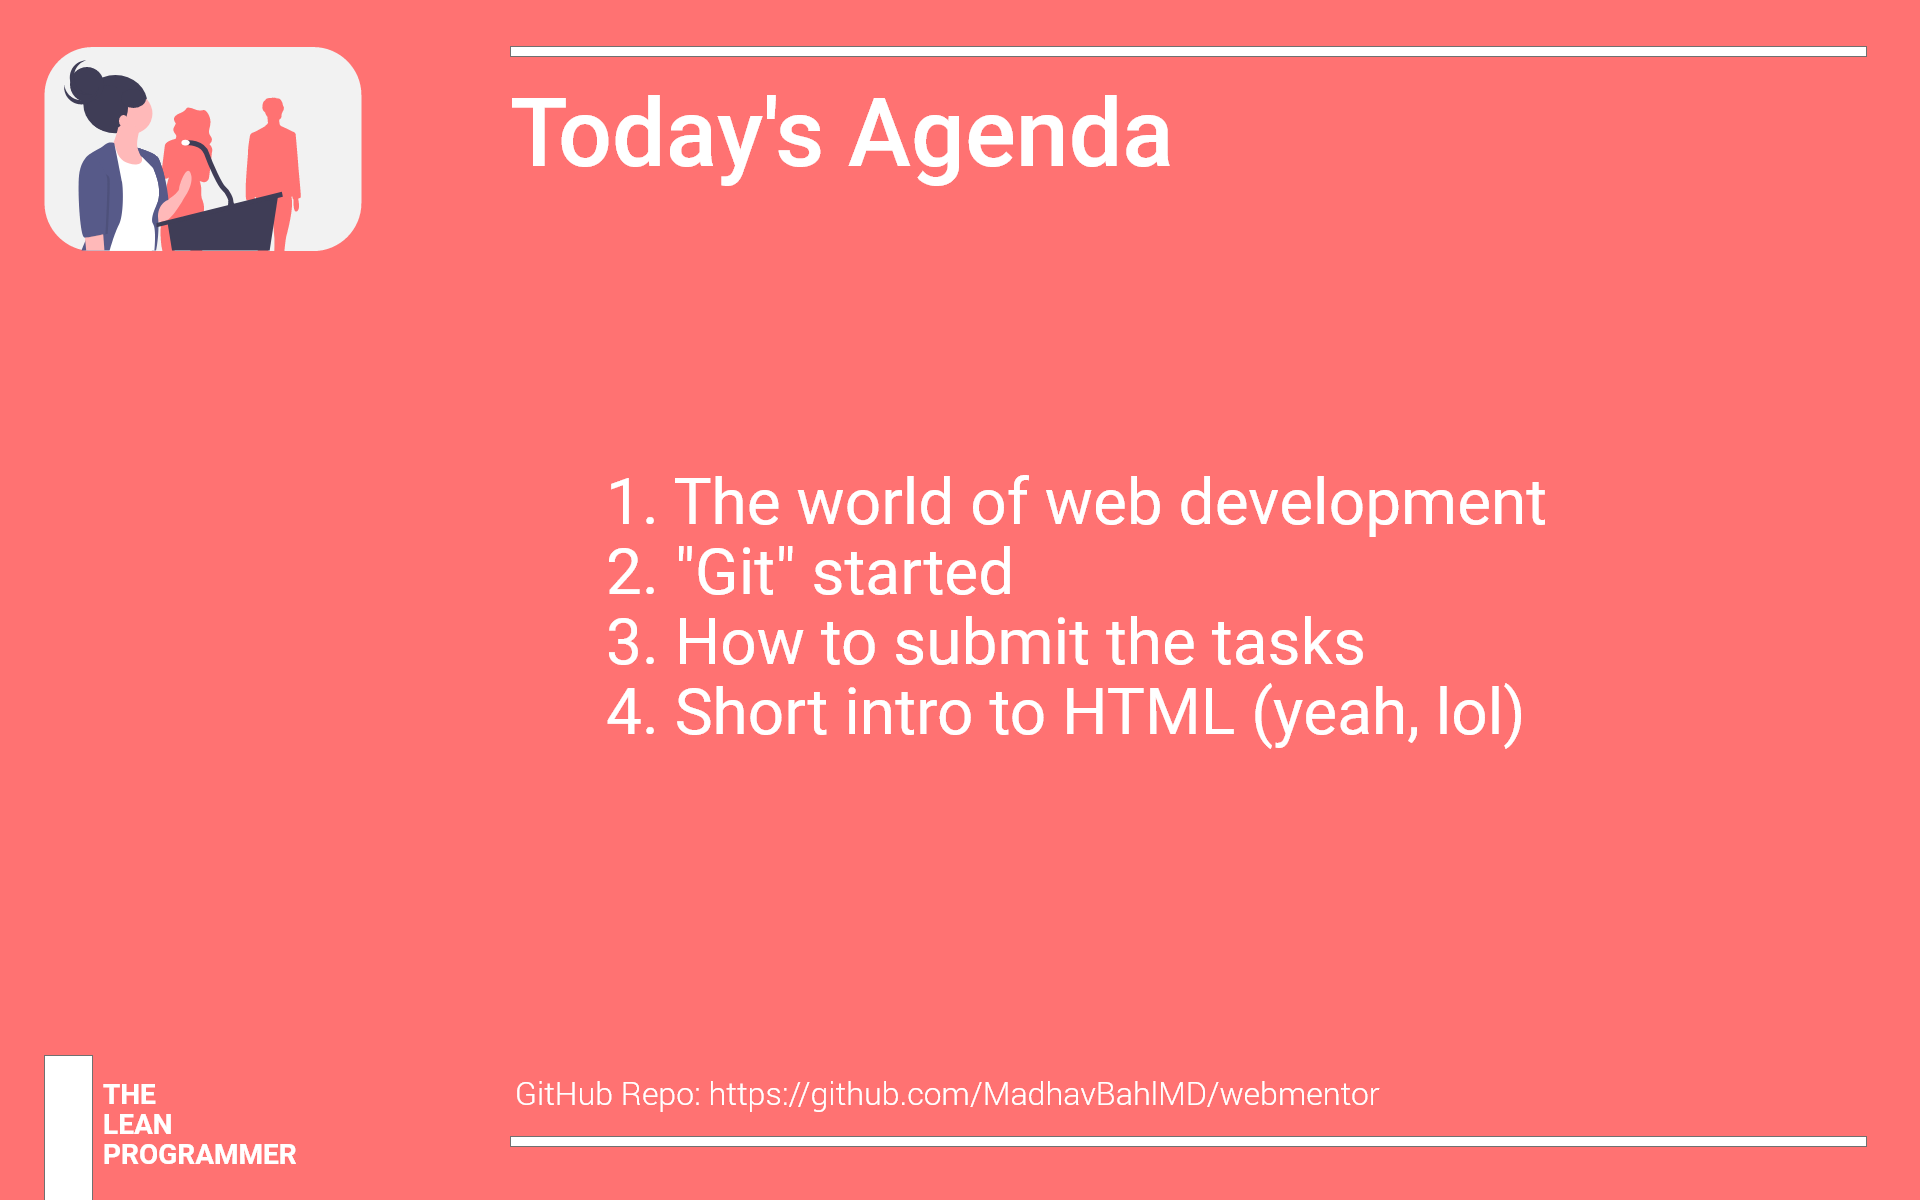 Today's Agenda
1. The world of web development
2. "Git" started
3. How to submit the tasks
4. Short intro to HTML (yeah, lol)
GitHub Repo: https://github.com/MadhavBahlMD/webmentor
THE
LEAN
PROGRAMMER